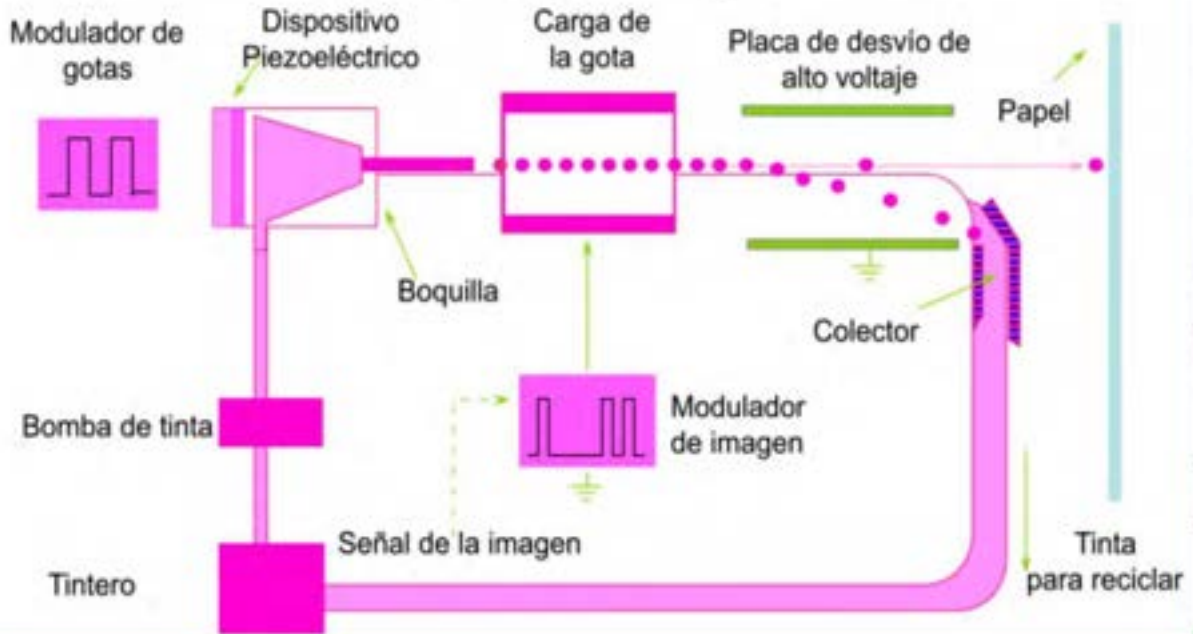 Modulador de
gotas
Dispositivo
Piezoeléctrico
Carga de
la gota
Placa de desvio de
alto voltaje
Papel
Boquilla
Colector
Bomba de tinta
Modulador
de imagen
Señal de la imagen
Tintero
Tinta
para reciclar